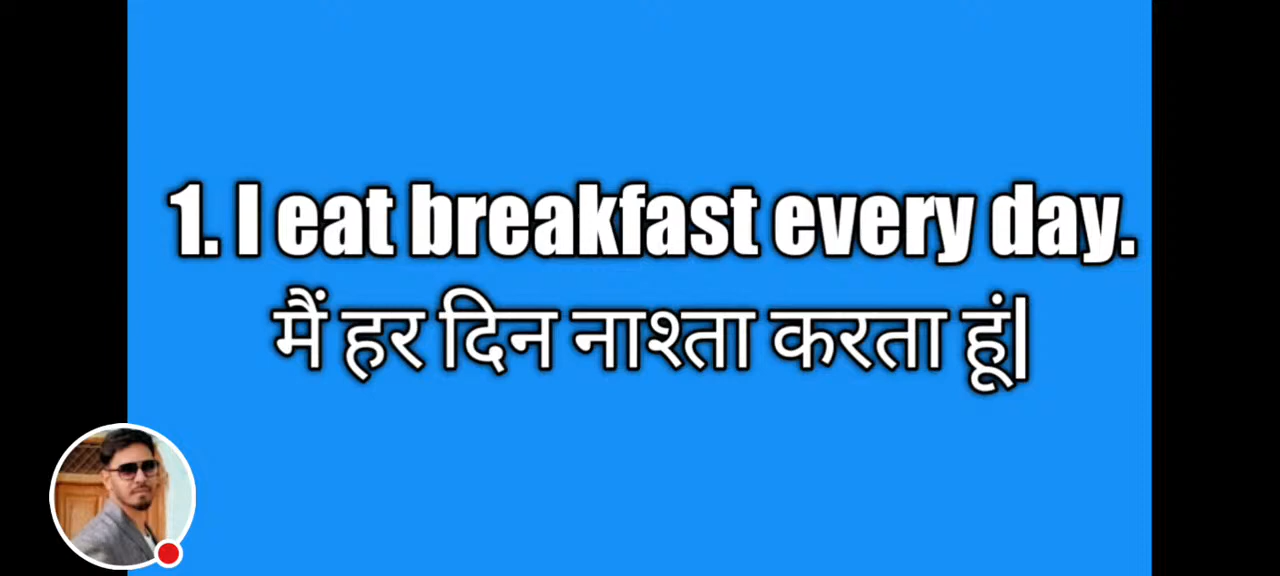 1. I eat breakfast every day.
मैं हर दिन नाश्ता करता हूं|